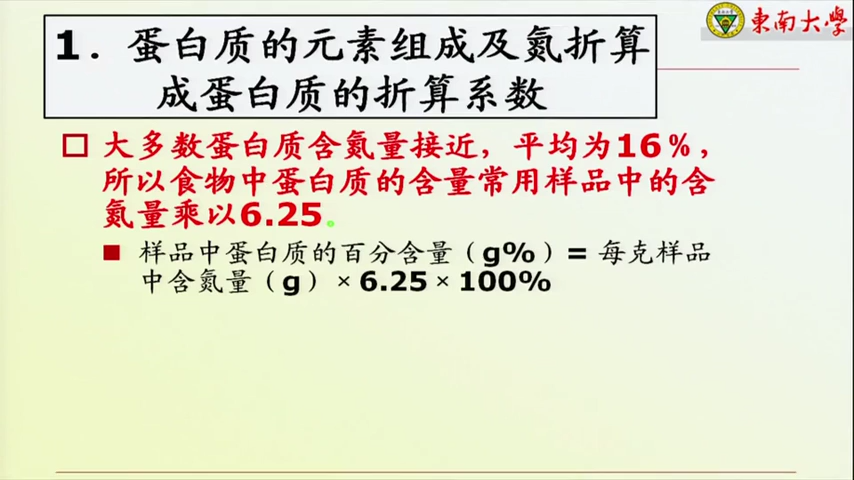 東南大學
1．蛋白质的元素组成及氮折算
成蛋白质的折算系数
大多数蛋白质含氮量接近，平均为16％，
所以食物中蛋白质的含量常用样品中的含
氮量乘以6.25。
样品中蛋白质的百分含量（g%）= 每克样品
中含氮量（g）×6.25×100%